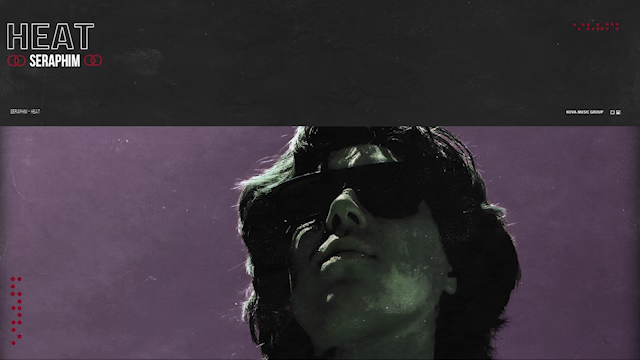 HEAT
SERAPHIM
SERAPHIM - HEAT
NOVA MUSIC GROUP